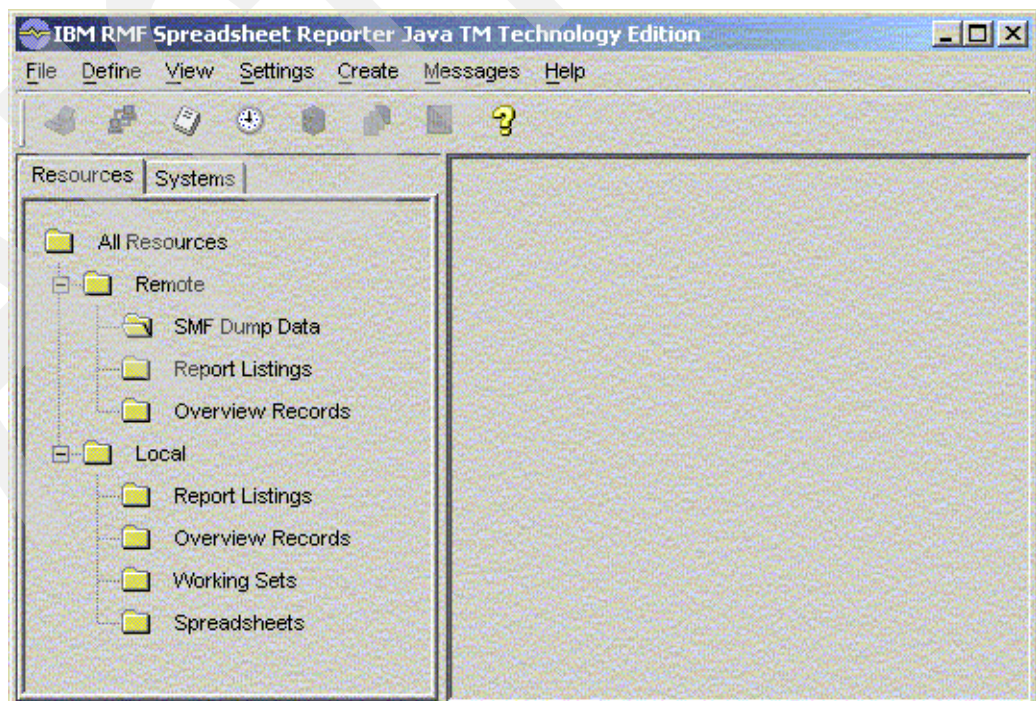 IBM RMF Spreadsheet Reporter Java TM Technology Edition
File Define View Settings Create Messages Help
Resources Systems
All Resources
Remote
SMF Dump Data
Report Listings
Overview Records
Local
Report Listings
Overview Records
Working Sets
Spreadsheets